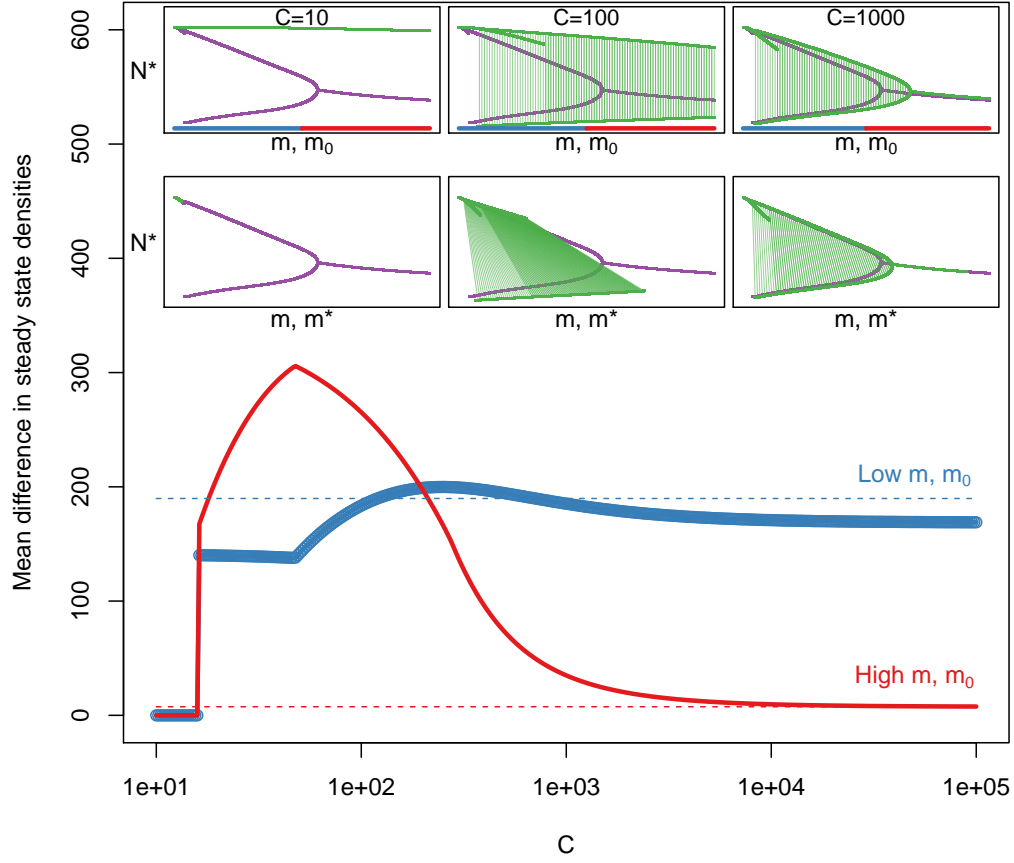 C=10 C=100 C=1000
N*
m, m₀ m, m₀ m, m₀
N*
m, m* m, m* m, m*
Mean difference in steady state densities
600
500
400
300
200
100
0
Low m, m₀
High m, m₀
1e+01 1e+02 1e+03 1e+04 1e+05
C